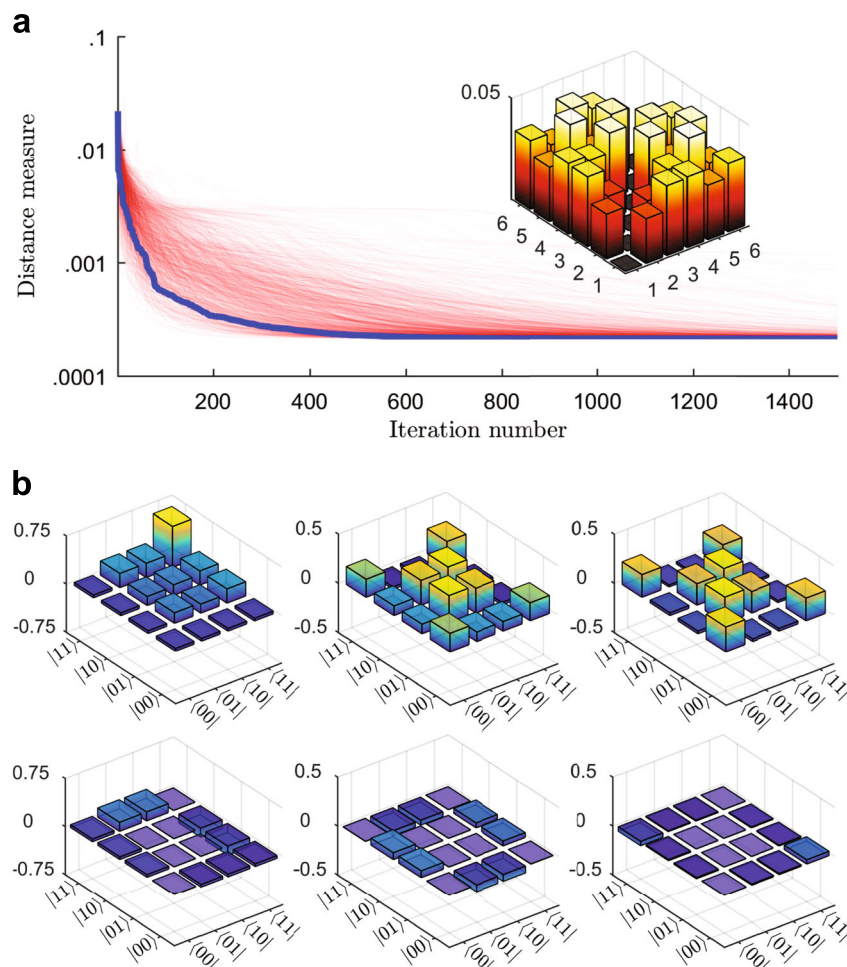 a
.1
.01
.001
.0001
Distance measure
200 400 600 800 1000 1200 1400
Iteration number
0.05
6 5 4 3 2 1
1 2 3 4 5 6
b
0.75
0
-0.75
|11⟩ |10⟩ |01⟩ |00⟩
⟨00| ⟨01| ⟨10| ⟨11|
0.5
0
-0.5
|11⟩ |10⟩ |01⟩ |00⟩
⟨00| ⟨01| ⟨10| ⟨11|
0.5
0
-0.5
|11⟩ |10⟩ |01⟩ |00⟩
⟨00| ⟨01| ⟨10| ⟨11|
0.75
0
-0.75
|11⟩ |10⟩ |01⟩ |00⟩
⟨00| ⟨01| ⟨10| ⟨11|
0.5
0
-0.5
|11⟩ |10⟩ |01⟩ |00⟩
⟨00| ⟨01| ⟨10| ⟨11|
0.5
0
-0.5
|11⟩ |10⟩ |01⟩ |00⟩
⟨00| ⟨01| ⟨10| ⟨11|